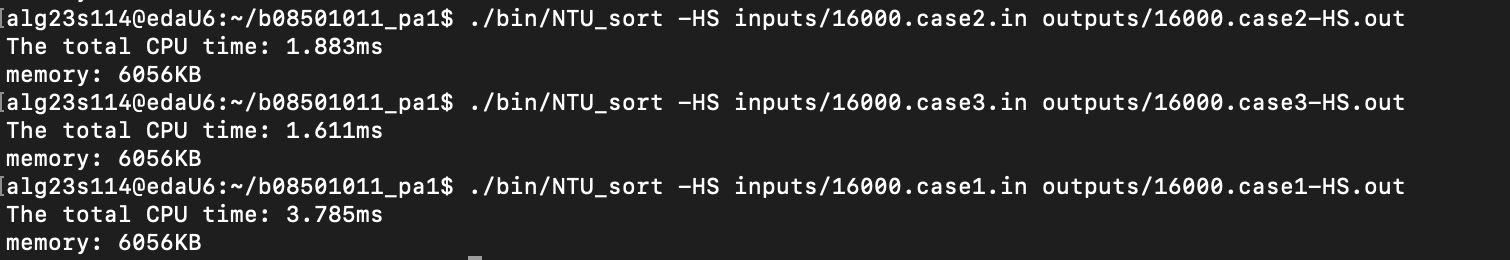 [alg23s114@edaU6:~/b08501011_pa1$ ./bin/NTU_sort -HS inputs/16000.case2.in outputs/16000.case2-HS.out
The total CPU time: 1.883ms
memory: 6056KB
[alg23s114@edaU6:~/b08501011_pa1$ ./bin/NTU_sort -HS inputs/16000.case3.in outputs/16000.case3-HS.out
The total CPU time: 1.611ms
memory: 6056KB
[alg23s114@edaU6:~/b08501011_pa1$ ./bin/NTU_sort -HS inputs/16000.case1.in outputs/16000.case1-HS.out
The total CPU time: 3.785ms
memory: 6056KB